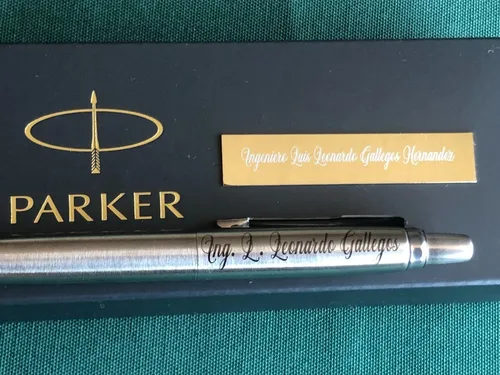 PARKER
Ingeniero Luis Leonardo Gallegos Hernandez
Ing. L. Leonardo Gallegos